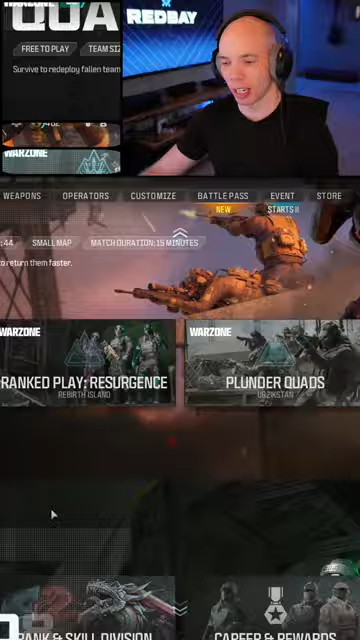 WARZONE
QUA
REDBAY
FREE TO PLAY
TEAM SIZ
Survive to redeploy fallen team
WARZONE
WEAPONS OPERATORS CUSTOMIZE BATTLE PASS EVENT STORE
NEW STARTS I
:44 SMALL MAP MATCH DURATION: 15 MINUTES
to return them faster.
WARZONE WARZONE
RANKED PLAY: RESURGENCE PLUNDER QUADS
REBIRTH ISLAND URZIKSTAN
RANK & SKILL DIVISION CAREER & REWARDS